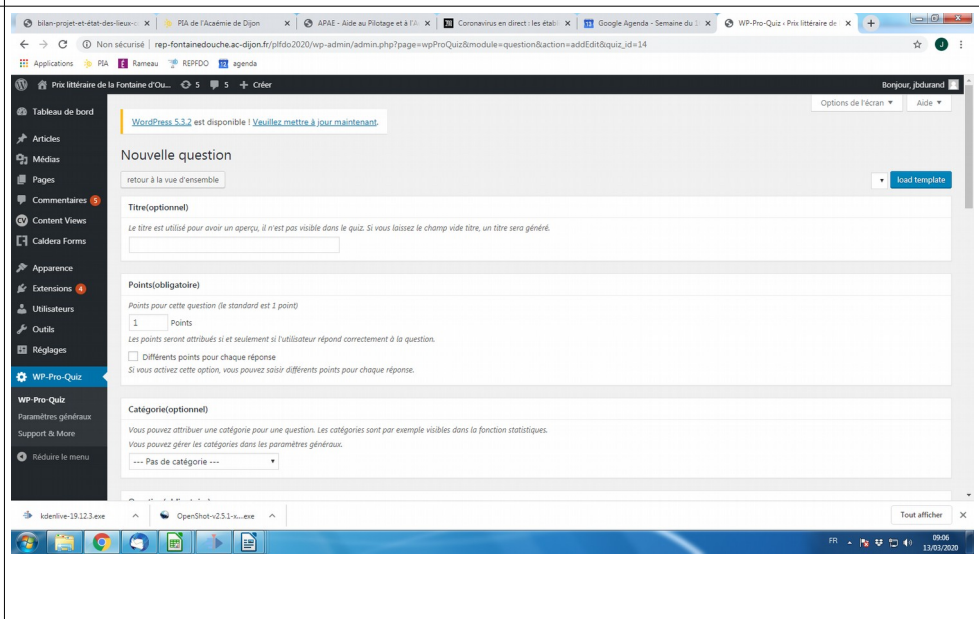 bilan-projet-et-état-des-lieux-c
PIA de l'Acaémie de Dijon
APAE - Aide au Pilotage et à l'A
Coronavirus en direct : les établ
Google Agenda - Semaine du 1
WP-Pro-Quiz ‹ Prix littéraire de
Non sécurisé | rep-fontainedouche.ac-dijon.fr/plfdo2020/wp-admin/admin.php?page=wpProQuiz&module=question&action=addEdit&quiz_id=14
Applications PIA Rameau REPFDO agenda
Prix littéraire de la Fontaine d'Ou... 5 5 + Créer Bonjour, jbdurand
Options de l'écran ▼ Aide ▼
Tableau de bord
Articles
Médias
Pages
Commentaires 5
Content Views
Caldera Forms
Apparence
Extensions 4
Utilisateurs
Outils
Réglages
WP-Pro-Quiz
WP-Pro-Quiz
Paramètres généraux
Support & More
Réduire le menu
WordPress 5.3.2 est disponible ! Veuillez mettre à jour maintenant.
Nouvelle question
retour à la vue d'ensemble
load template
Titre(optionnel)
Le titre est utilisé pour avoir un aperçu, il n'est pas visible dans le quiz. Si vous laissez le champ vide titre, un titre sera généré.
Points(obligatoire)
Points pour cette question (le standard est 1 point)
1 Points
Les points seront attribués si et seulement si l'utilisateur répond correctement à la question.
Différents points pour chaque réponse
Si vous activez cette option, vous pouvez saisir différents points pour chaque réponse.
Catégorie(optionnel)
Vous pouvez attribuer une catégorie pour une question. Les catégories sont par exemple visibles dans la fonction statistiques.
Vous pouvez gérer les catégories dans les paramètres généraux.
--- Pas de catégorie ---
kdenlive-19.12.3.exe
OpenShot-v2.5.1-x....exe
Tout afficher
FR
09:06
13/03/2020